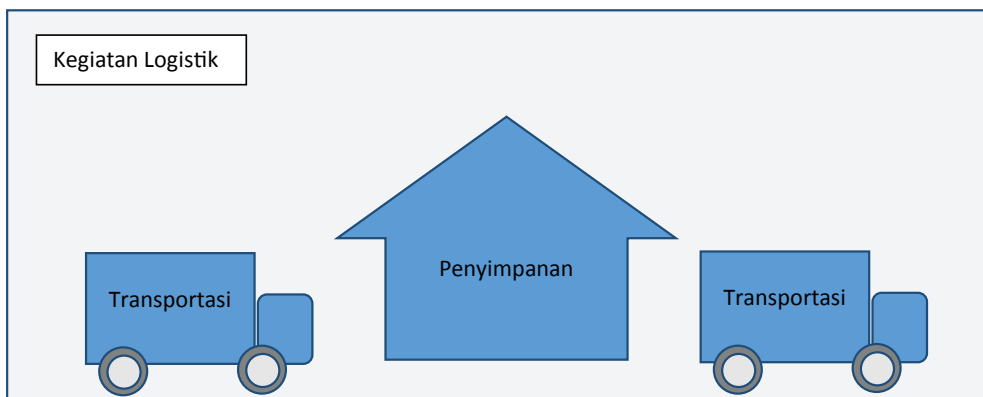 Kegiatan Logistik
Penyimpanan
Transportasi
Transportasi